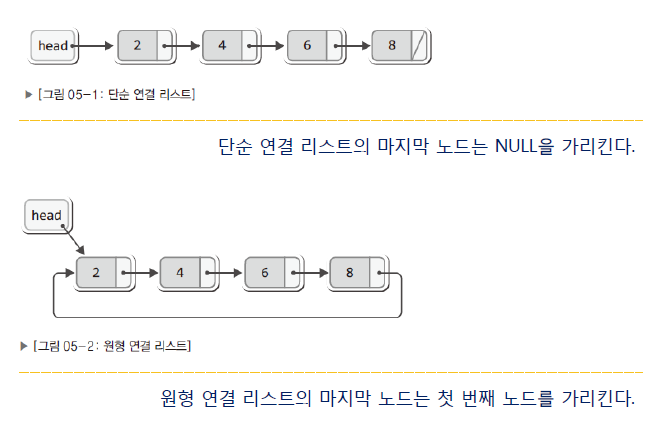 head 2 4 6 8
▶ [그림 05-1: 단순 연결 리스트]
단순 연결 리스트의 마지막 노드는 NULL을 가리킨다.
head
2 4 6 8
▶ [그림 05-2: 원형 연결 리스트]
원형 연결 리스트의 마지막 노드는 첫 번째 노드를 가리킨다.